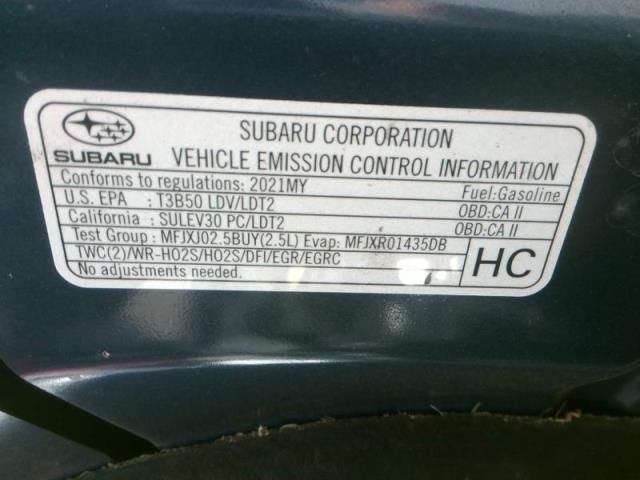 SUBARU
SUBARU CORPORATION
VEHICLE EMISSION CONTROL INFORMATION
Conforms to regulations: 2021MY Fuel:Gasoline
U.S. EPA : T3B50 LDV/LDT2 OBD:CA II
California : SULEV30 PC/LDT2 OBD:CA II
Test Group : MFJXJ02.5BUY(2.5L) Evap: MFJXR01435DB
TWC(2)/WR-HO2S/HO2S/DFI/EGR/EGRC
No adjustments needed.
HC